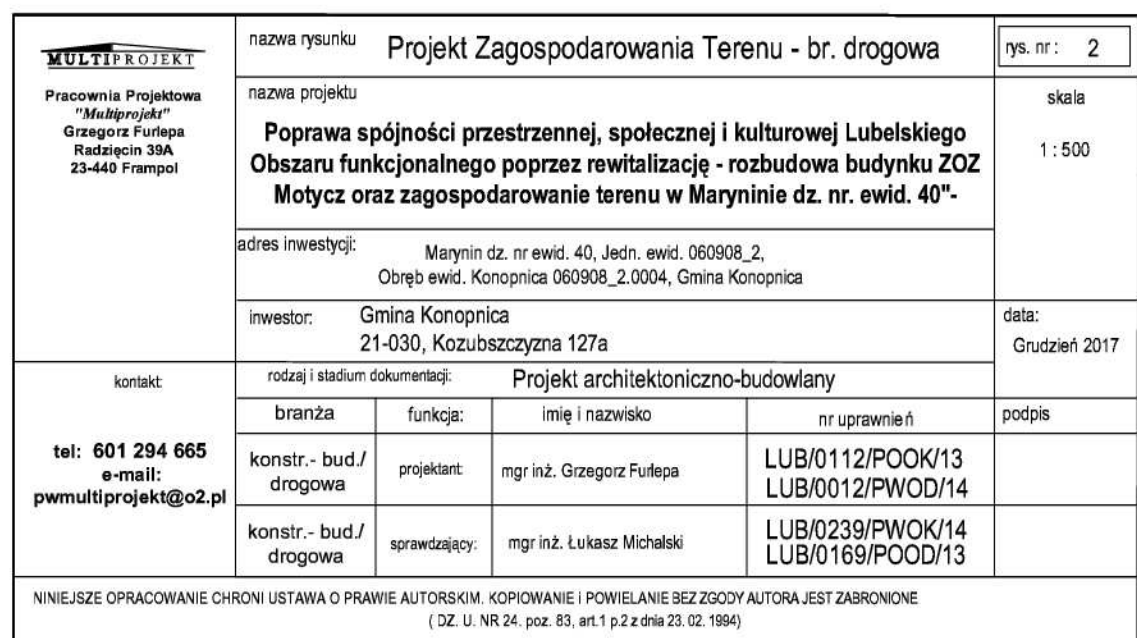 MULTIPROJEKT
Pracownia Projektowa
"Multiprojekt"
Grzegorz Furlepa
Radzięcin 39A
23-440 Frampol
nazwa rysunku Projekt Zagospodarowania Terenu - br. drogowa
rys. nr : 2
nazwa projektu
Poprawa spójności przestrzennej, społecznej i kulturowej Lubelskiego
Obszaru funkcjonalnego poprzez rewitalizację - rozbudowa budynku ZOZ
Motycz oraz zagospodarowanie terenu w Maryninie dz. nr. ewid. 40"-
skala
1 : 500
adres inwestycji: Marynin dz. nr ewid. 40, Jedn. ewid. 060908_2,
Obręb ewid. Konopnica 060908_2.0004, Gmina Konopnica
inwestor: Gmina Konopnica
21-030, Kozubszczyzna 127a
data:
Grudzień 2017
kontakt:
tel: 601 294 665
e-mail:
pwmultiprojekt@o2.pl
rodzaj i stadium dokumentacji: Projekt architektoniczno-budowlany
branża funkcja: imię i nazwisko nr uprawnień podpis
konstr.- bud./
drogowa
projektant:
mgr inż. Grzegorz Furlepa
LUB/0112/POOK/13
LUB/0012/PWOD/14
konstr.- bud./
drogowa
sprawdzający:
mgr inż. Łukasz Michalski
LUB/0239/PWOK/14
LUB/0169/POOD/13
NINIEJSZE OPRACOWANIE CHRONI USTAWA O PRAWIE AUTORSKIM. KOPIOWANIE i POWIELANIE BEZ ZGODY AUTORA JEST ZABRONIONE
( DZ. U. NR 24. poz. 83, art.1 p.2 z dnia 23. 02. 1994)